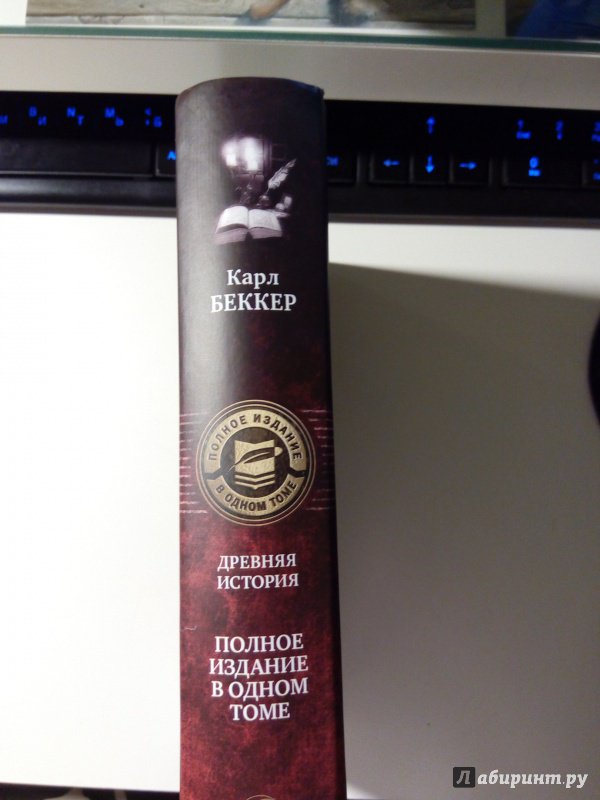 Карл
БЕККЕР
ПОЛНОЕ ИЗДАНИЕ
В ОДНОМ ТОМЕ
ДРЕВНЯЯ
ИСТОРИЯ
ПОЛНОЕ
ИЗДАНИЕ
В ОДНОМ
ТОМЕ
Лабиринт.ру